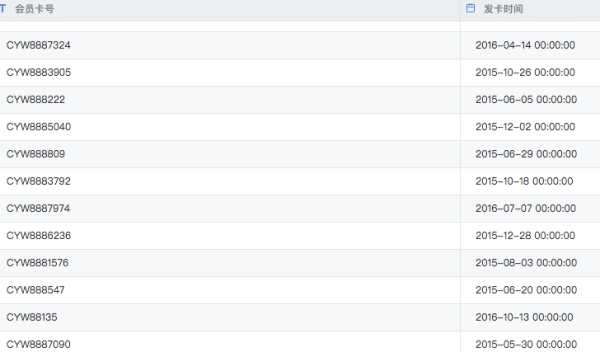 会员卡号 发卡时间
CYW8887324 2016-04-14 00:00:00
CYW8883905 2015-10-26 00:00:00
CYW888222 2015-06-05 00:00:00
CYW8885040 2015-12-02 00:00:00
CYW888809 2015-06-29 00:00:00
CYW8883792 2015-10-18 00:00:00
CYW8887974 2016-07-07 00:00:00
CYW8886236 2015-12-28 00:00:00
CYW8881576 2015-08-03 00:00:00
CYW888547 2015-06-20 00:00:00
CYW88135 2016-10-13 00:00:00
CYW8887090 2015-05-30 00:00:00